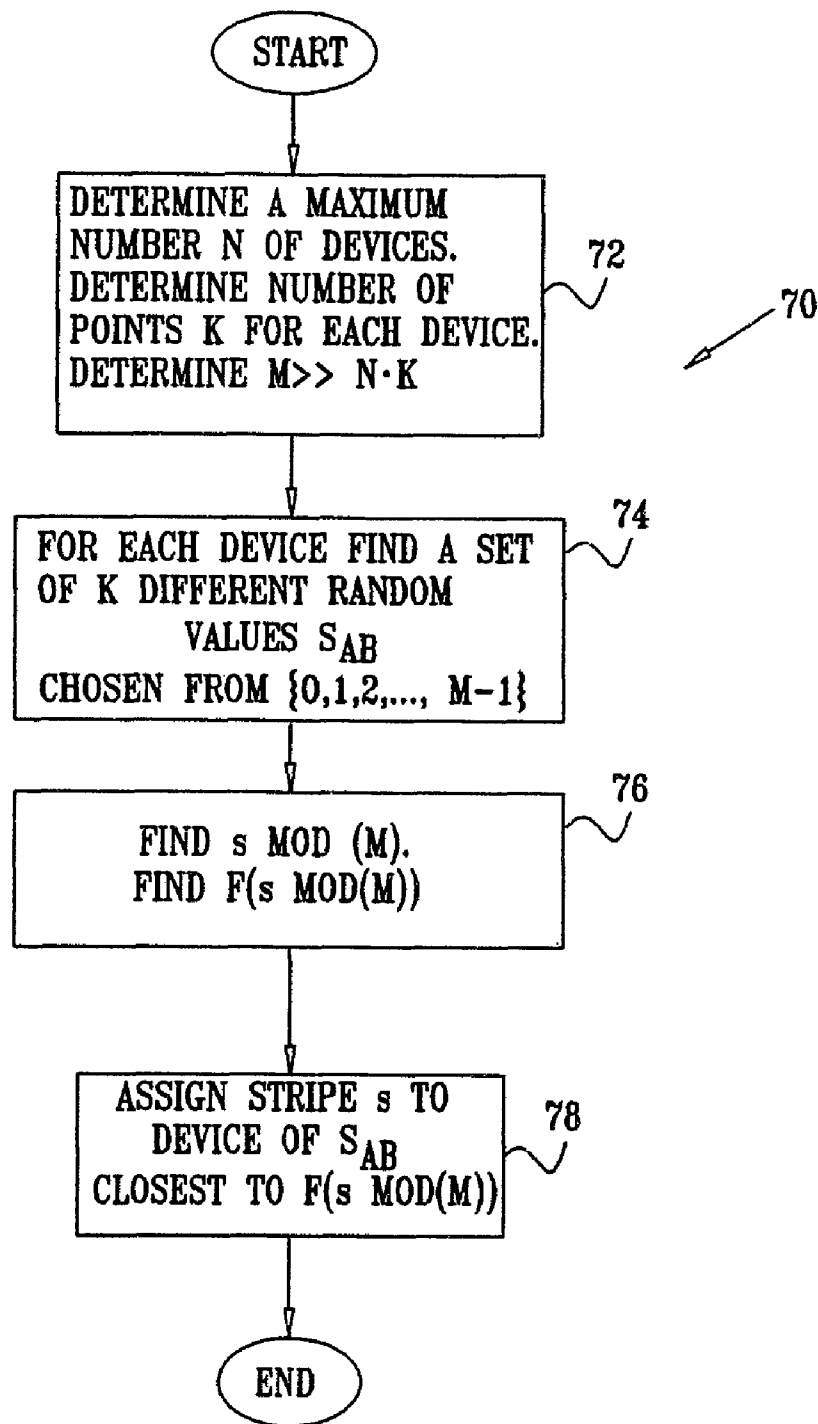 START
DETERMINE A MAXIMUM
NUMBER N OF DEVICES.
DETERMINE NUMBER OF
POINTS K FOR EACH DEVICE.
DETERMINE M>> N·K
72
70
FOR EACH DEVICE FIND A SET
OF K DIFFERENT RANDOM
VALUES SAB
CHOSEN FROM {0,1,2,..., M-1}
74
FIND s MOD (M).
FIND F(s MOD(M))
76
ASSIGN STRIPE s TO
DEVICE OF SAB
CLOSEST TO F(s MOD(M))
78
END